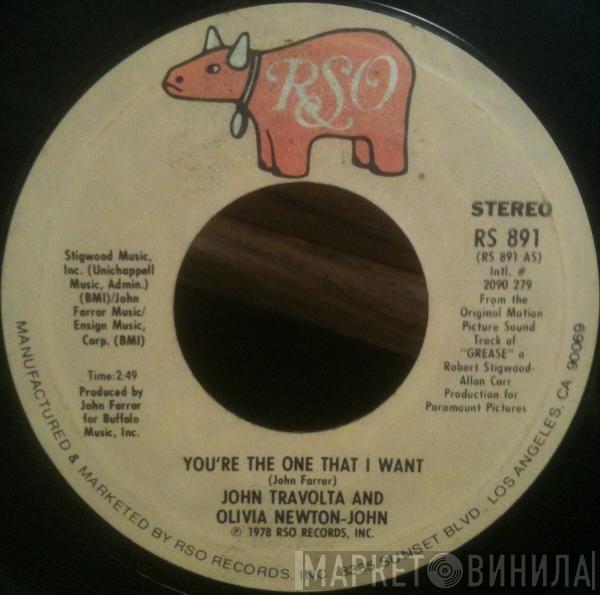 RSO
STEREO
RS 891
(RS 891 AS)
Intl. #
2090 279
From the
Original Motion
Picture Sound
Track of
"GREASE" a
Robert Stigwood-
Allan Carr
Production for
Paramount Pictures
Stigwood Music,
Inc. (Unichappell
Music, Admin.)
(BMI)/John
Farrar Music/
Ensign Music,
Corp. (BMI)
Time:2:49
Produced by
John Farrar
for Buffalo
Music, Inc.
YOU'RE THE ONE THAT I WANT
(John Farrar)
JOHN TRAVOLTA AND
OLIVIA NEWTON-JOHN
℗ 1978 RSO RECORDS, INC.
MANUFACTURED & MARKETED BY RSO RECORDS, INC. 8335 SUNSET BLVD. LOS ANGELES, CA 90069
МАРКЕТ ВИНИЛА